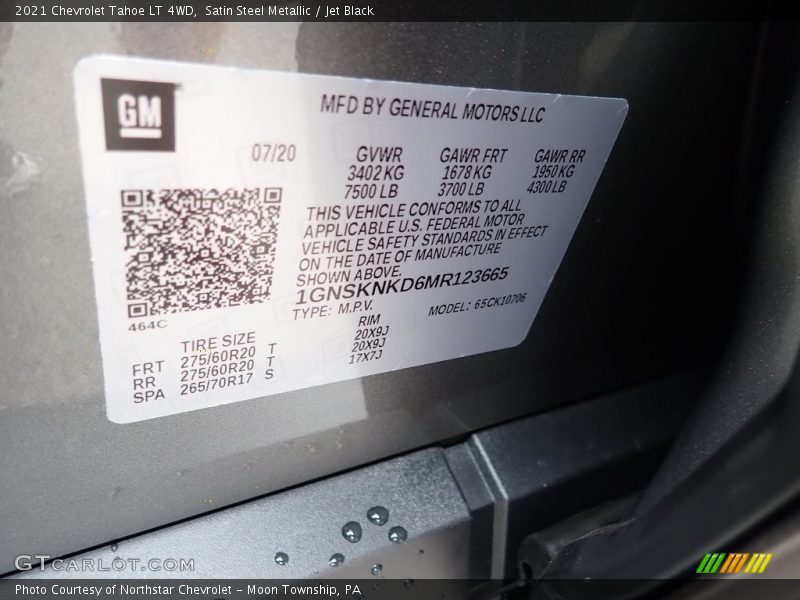 2021 Chevrolet Tahoe LT 4WD, Satin Steel Metallic / Jet Black
GM
MFD BY GENERAL MOTORS LLC
07/20 GVWR GAWR FRT GAWR RR
3402 KG 1678 KG 1950 KG
7500 LB 3700 LB 4300 LB
THIS VEHICLE CONFORMS TO ALL
APPLICABLE U.S. FEDERAL MOTOR
VEHICLE SAFETY STANDARDS IN EFFECT
ON THE DATE OF MANUFACTURE
SHOWN ABOVE.
1GNSKNKD6MR123665
TYPE: M.P.V. MODEL: 65CK10706
464C
TIRE SIZE RIM
FRT 275/60R20 T 20X9J
RR 275/60R20 T 20X9J
SPA 265/70R17 S 17X7J
GTCARLOT.COM
Photo Courtesy of Northstar Chevrolet - Moon Township, PA